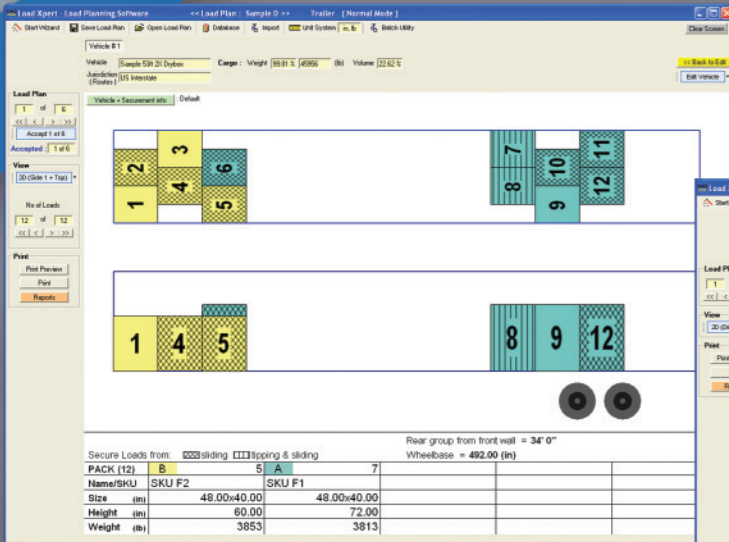 Load Xpert - Load Planning Software << Load Plan : Sample D >> Trailer [ Normal Mode ]
Start Wizard Save Load Plan Open Load Plan Database Import Unit System in. lb Batch Utility Clear Screen
Vehicle # 1
Vehicle Sample 53ft 2X Drybox Cargo : Weight 99.81 % 45956 (lb) Volume 22.62 %
<< Back to Edit
Jurisdiction (Routes) US Interstate
Edit Vehicle
Load Plan
1 of 6
<< < > >>
Accept 1 of 6
Accepted : 1 of 6
View
2D (Side 1 + Top)
No of Loads
12 of 12
<< < > >>
Print
Print Preview
Print
Reports
Vehicle + Securement info : Default
2 3 6 7 10 11
1 4 5 8 9 12
1 4 5 8 9 12
Rear group from front wall = 34' 0"
Secure Loads from: sliding tipping & sliding Wheelbase = 492.00 (in)
PACK (12) B 5 A 7
Name/SKU SKU F2 SKU F1
Size (in) 48.00x40.00 48.00x40.00
Height (in) 60.00 72.00
Weight (lb) 3853 3813
Load
Start
Load Pl
1
<< <
View
Print